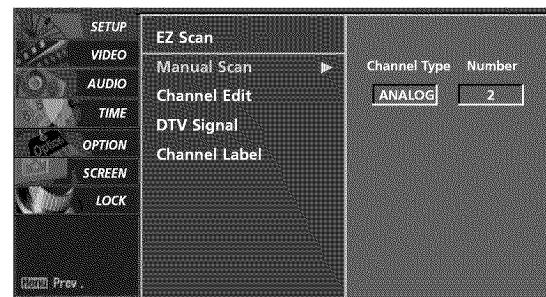 SETUP
VIDEO
AUDIO
TIME
OPTION
SCREEN
LOCK
Menu Prev.
EZ Scan
Manual Scan
Channel Edit
DTV Signal
Channel Label
Channel Type Number
ANALOG 2